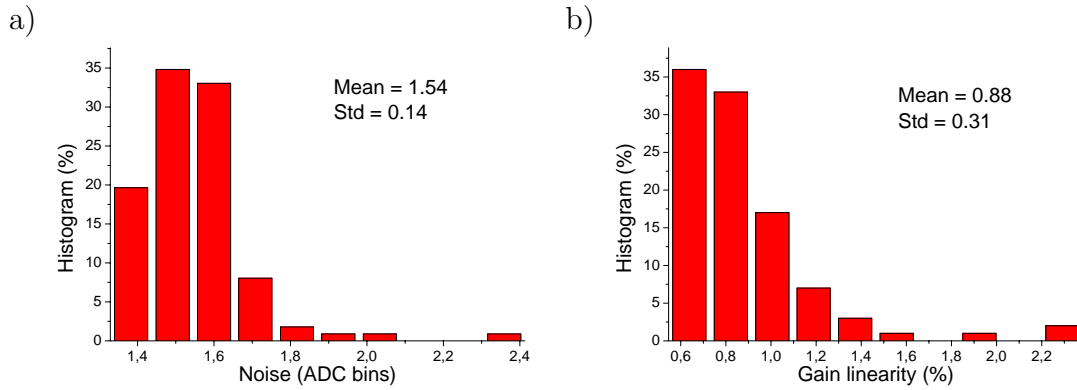 a)
b)
35
30
25
20
15
10
5
0
Histogram (%)
Mean = 1.54
Std = 0.14
1,4 1,6 1,8 2,0 2,2 2,4
Noise (ADC bins)
35
30
25
20
15
10
5
0
Histogram (%)
Mean = 0.88
Std = 0.31
0,6 0,8 1,0 1,2 1,4 1,6 1,8 2,0 2,2
Gain linearity (%)